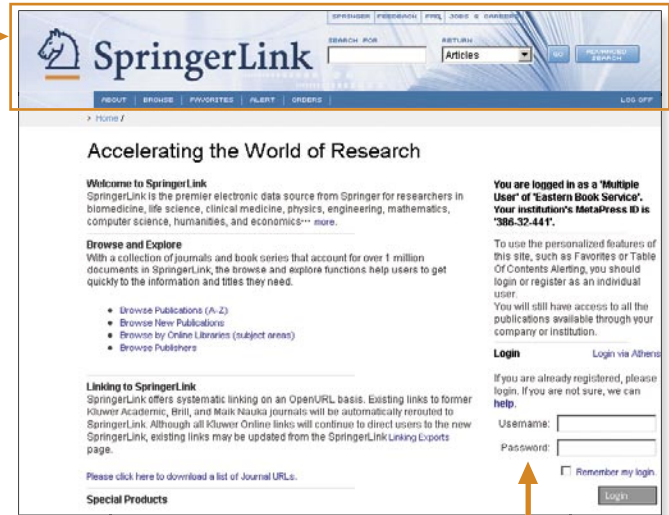 SPRINGER FEEDBACK FAQ JOBS & CAREERS
SpringerLink
SEARCH FOR
RETURN
Articles
GO
ADVANCED SEARCH
ABOUT | BROWSE | FAVORITES | ALERT | ORDERS
LOG OFF
> Home /
Accelerating the World of Research
Welcome to SpringerLink
SpringerLink is the premier electronic data source from Springer for researchers in
biomedicine, life science, clinical medicine, physics, engineering, mathematics,
computer science, humanities, and economics··· more.
Browse and Explore
With a collection of journals and book series that account for over 1 million
documents in SpringerLink, the browse and explore functions help users to get
quickly to the information and titles they need.
Browse Publications (A-Z)
Browse New Publications
Browse by Online Libraries (subject areas)
Browse Publishers
Linking to SpringerLink
SpringerLink offers systematic linking on an OpenURL basis. Existing links to former
Kluwer Academic, Brill, and Maik Nauka journals will be automatically rerouted to
SpringerLink. Although all Kluwer Online links will continue to direct users to the new
SpringerLink, existing links may be updated from the SpringerLink Linking Exports
page.
Please click here to download a list of Journal URLs.
Special Products
You are logged in as a 'Multiple
User' of 'Eastern Book Service'.
Your institution's MetaPress ID is
'386-32-441'.
To use the personalized features of
this site, such as Favorites or Table
Of Contents Alerting, you should
login or register as an individual
user.
You will still have access to all the
publications available through your
company or institution.
Login
Login via Athens
If you are already registered, please
login. If you are not sure, we can
help.
Username:
Password:
Remember my login.
Login